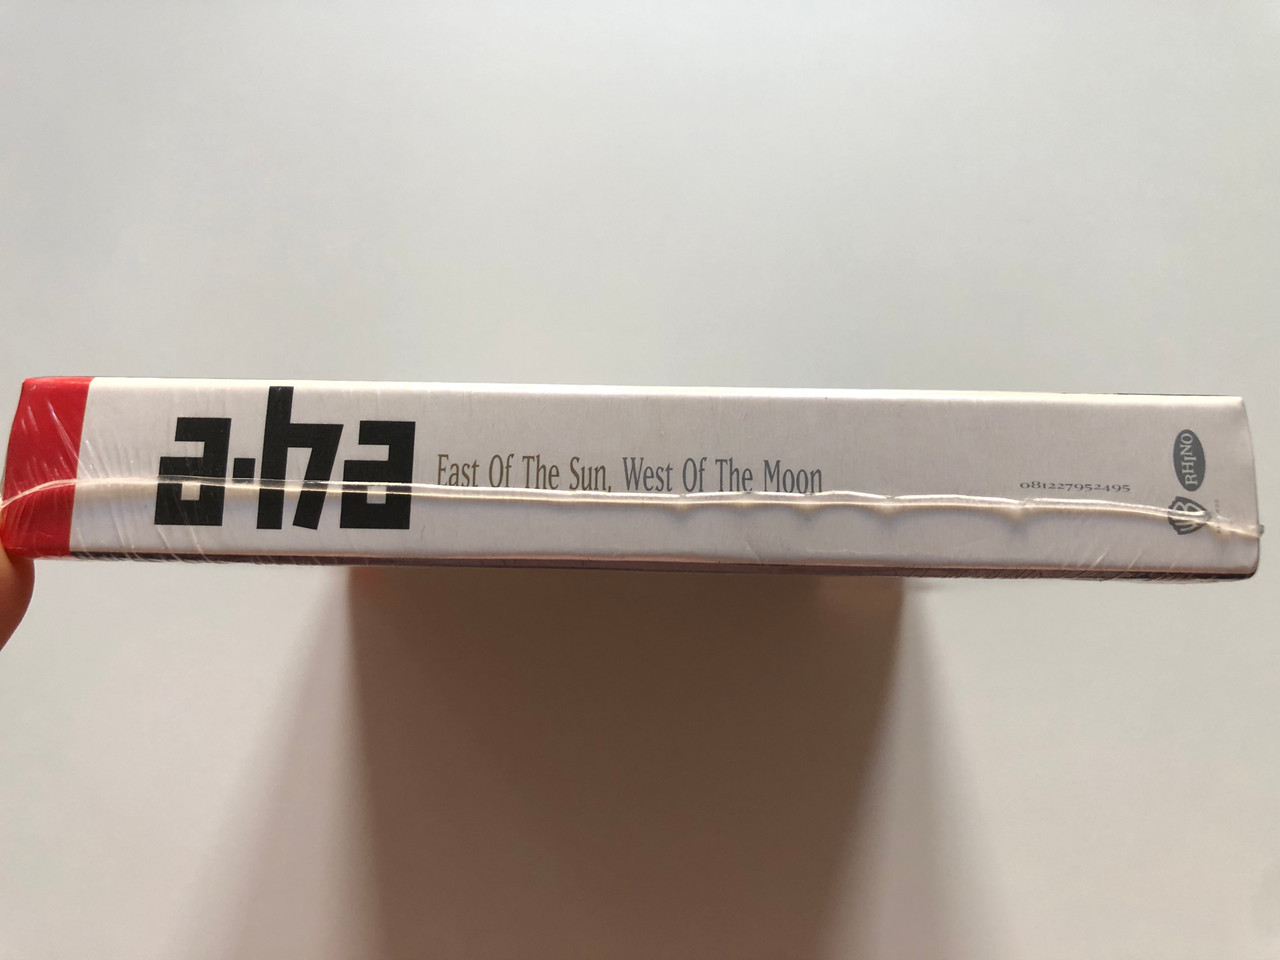 a-ha
East Of The Sun, West Of The Moon
081227952495
RHINO